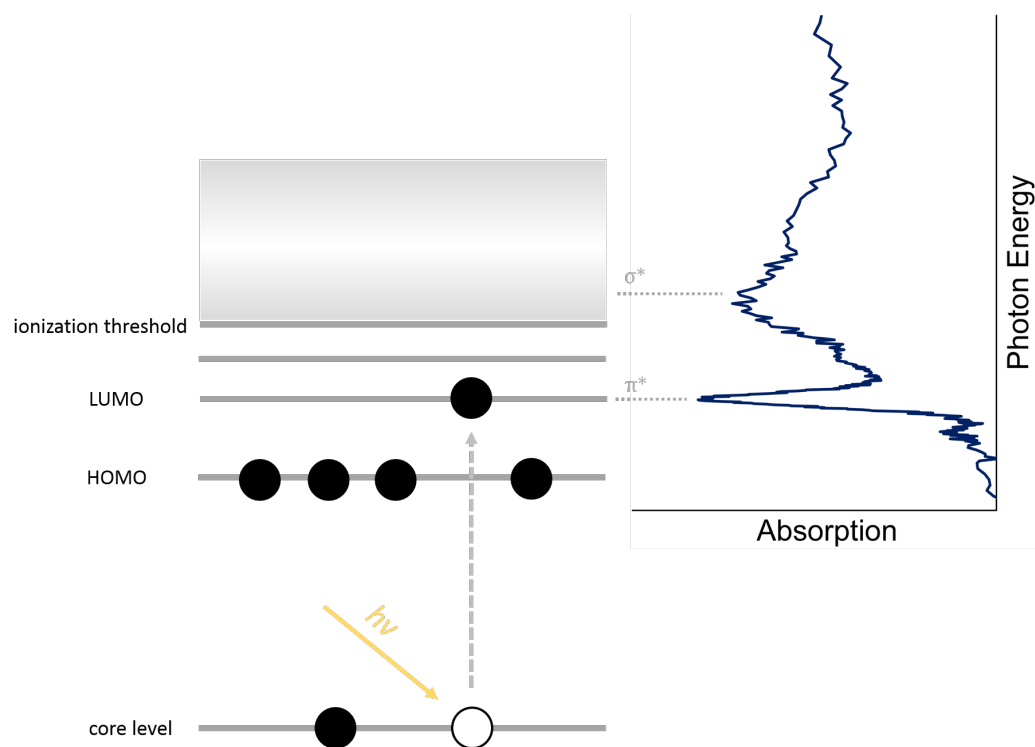 σ*
ionization threshold
π*
LUMO
HOMO
hν
core level
Absorption
Photon Energy